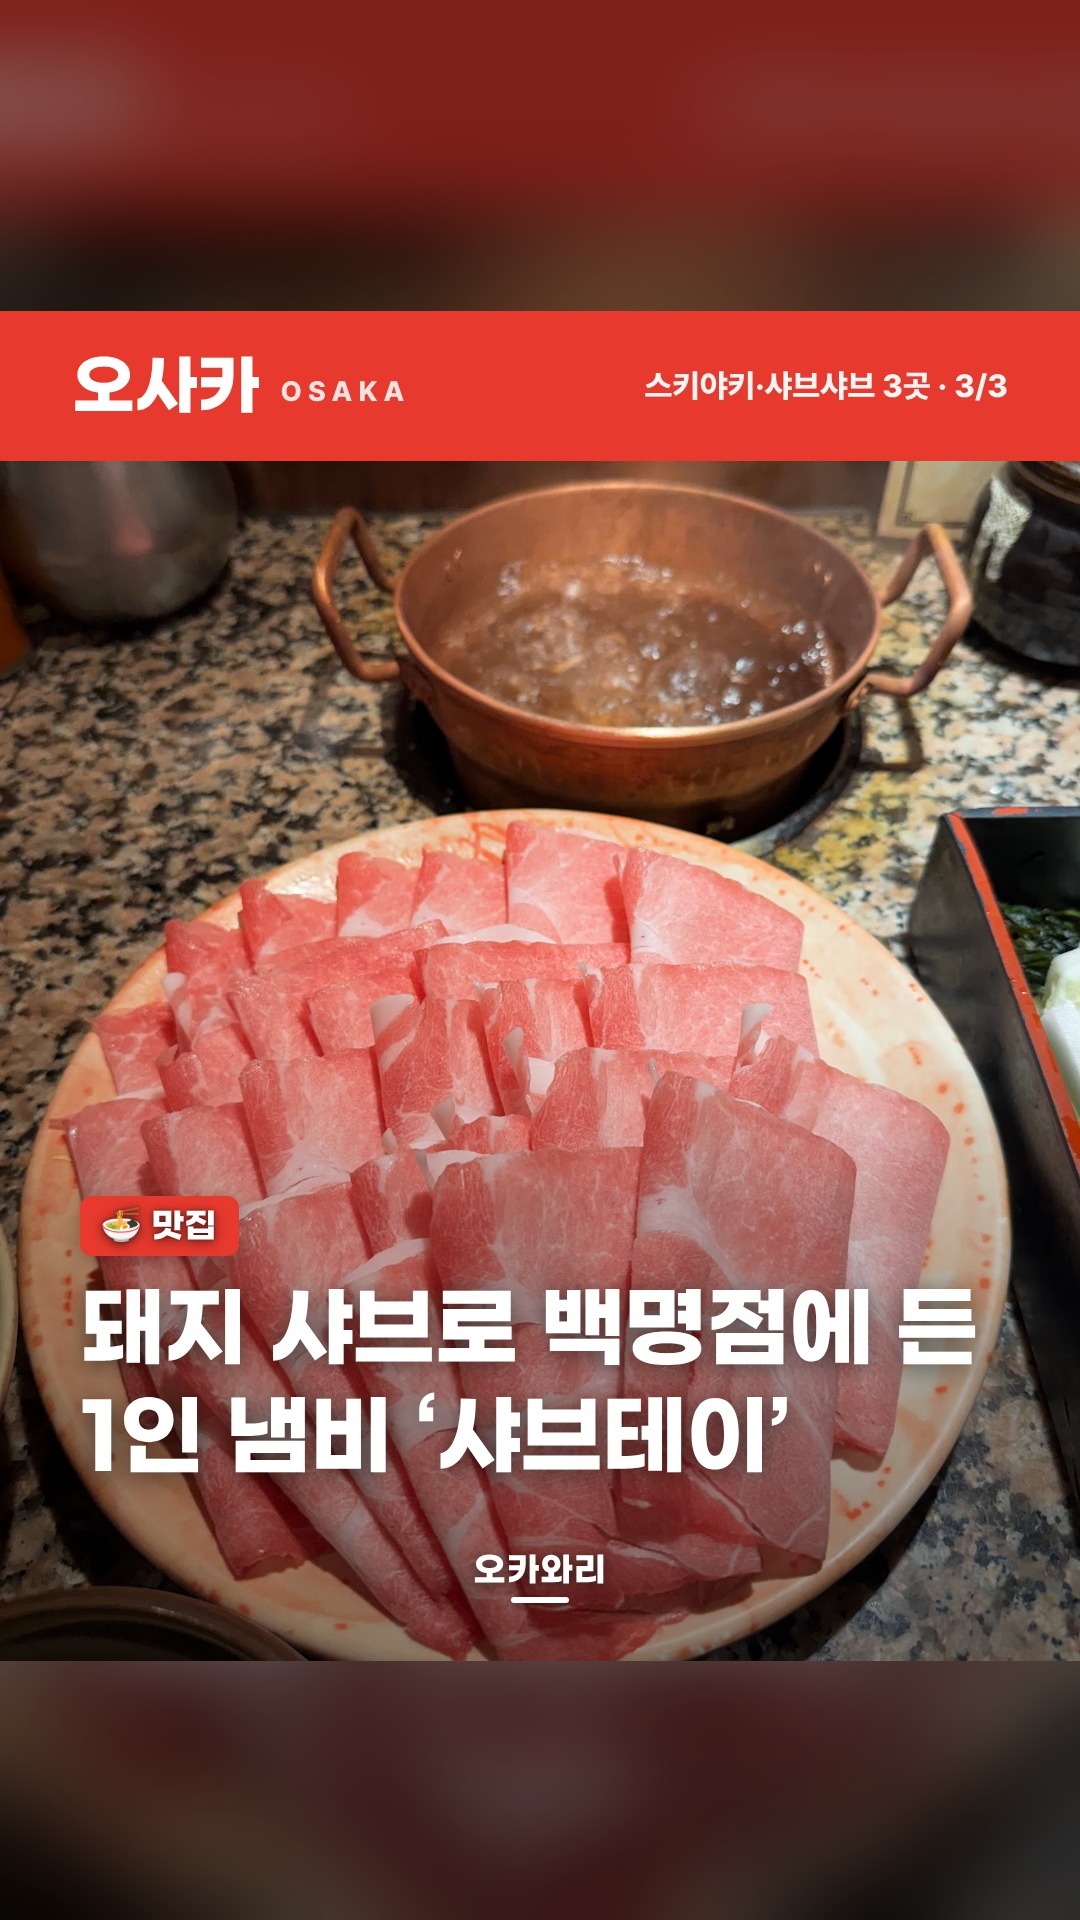 오사카 OSAKA
스키야키·샤브샤브 3곳 · 3/3
맛집
돼지 샤브로 백명점에 든
1인 냄비 ‘샤브테이’
오카와리